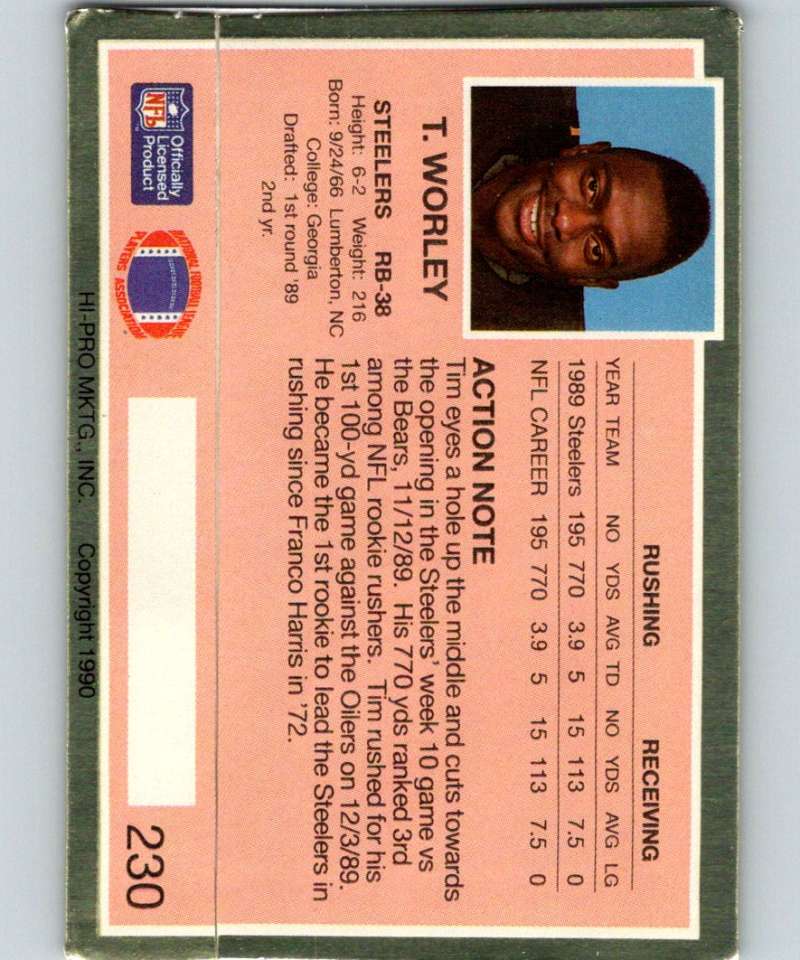 T. WORLEY
STEELERS RB-38
Height: 6-2 Weight: 216
Born: 9/24/66 Lumberton, NC
College: Georgia
Drafted: 1st round '89
2nd yr.
RUSHING RECEIVING
YEAR TEAM NO YDS AVG TD NO YDS AVG LG
1989 Steelers 195 770 3.9 5 15 113 7.5 0
NFL CAREER 195 770 3.9 5 15 113 7.5 0
ACTION NOTE
Tim eyes a hole up the middle and cuts towards
the opening in the Steelers' week 10 game vs
the Bears, 11/12/89. His 770 yds ranked 3rd
among NFL rookie rushers. Tim rushed for his
1st 100-yd game against the Oilers on 12/3/89.
He became the 1st rookie to lead the Steelers in
rushing since Franco Harris in '72.
NFL
Officially
Licensed
Product
NATIONAL FOOTBALL LEAGUE
PLAYERS ASSOCIATION
230
HI-PRO MKTG., INC. Copyright 1990